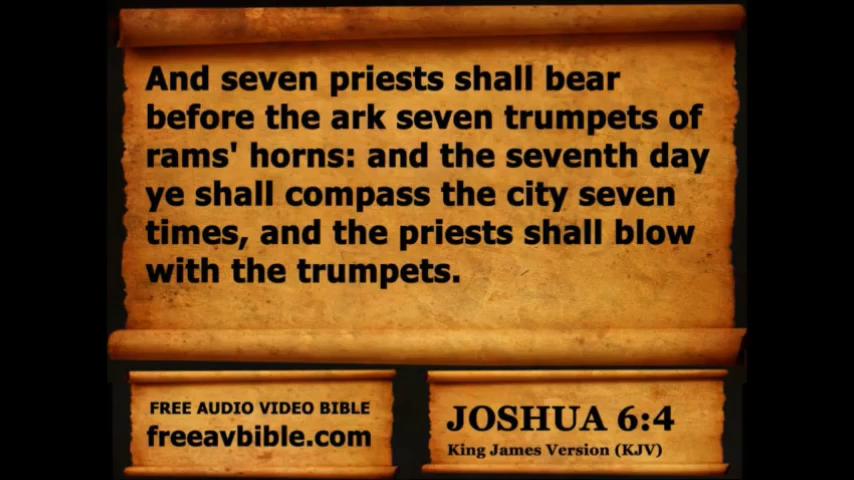 And seven priests shall bear
before the ark seven trumpets of
rams' horns: and the seventh day
ye shall compass the city seven
times, and the priests shall blow
with the trumpets.
FREE AUDIO VIDEO BIBLE
freeavbible.com
JOSHUA 6:4
King James Version (KJV)